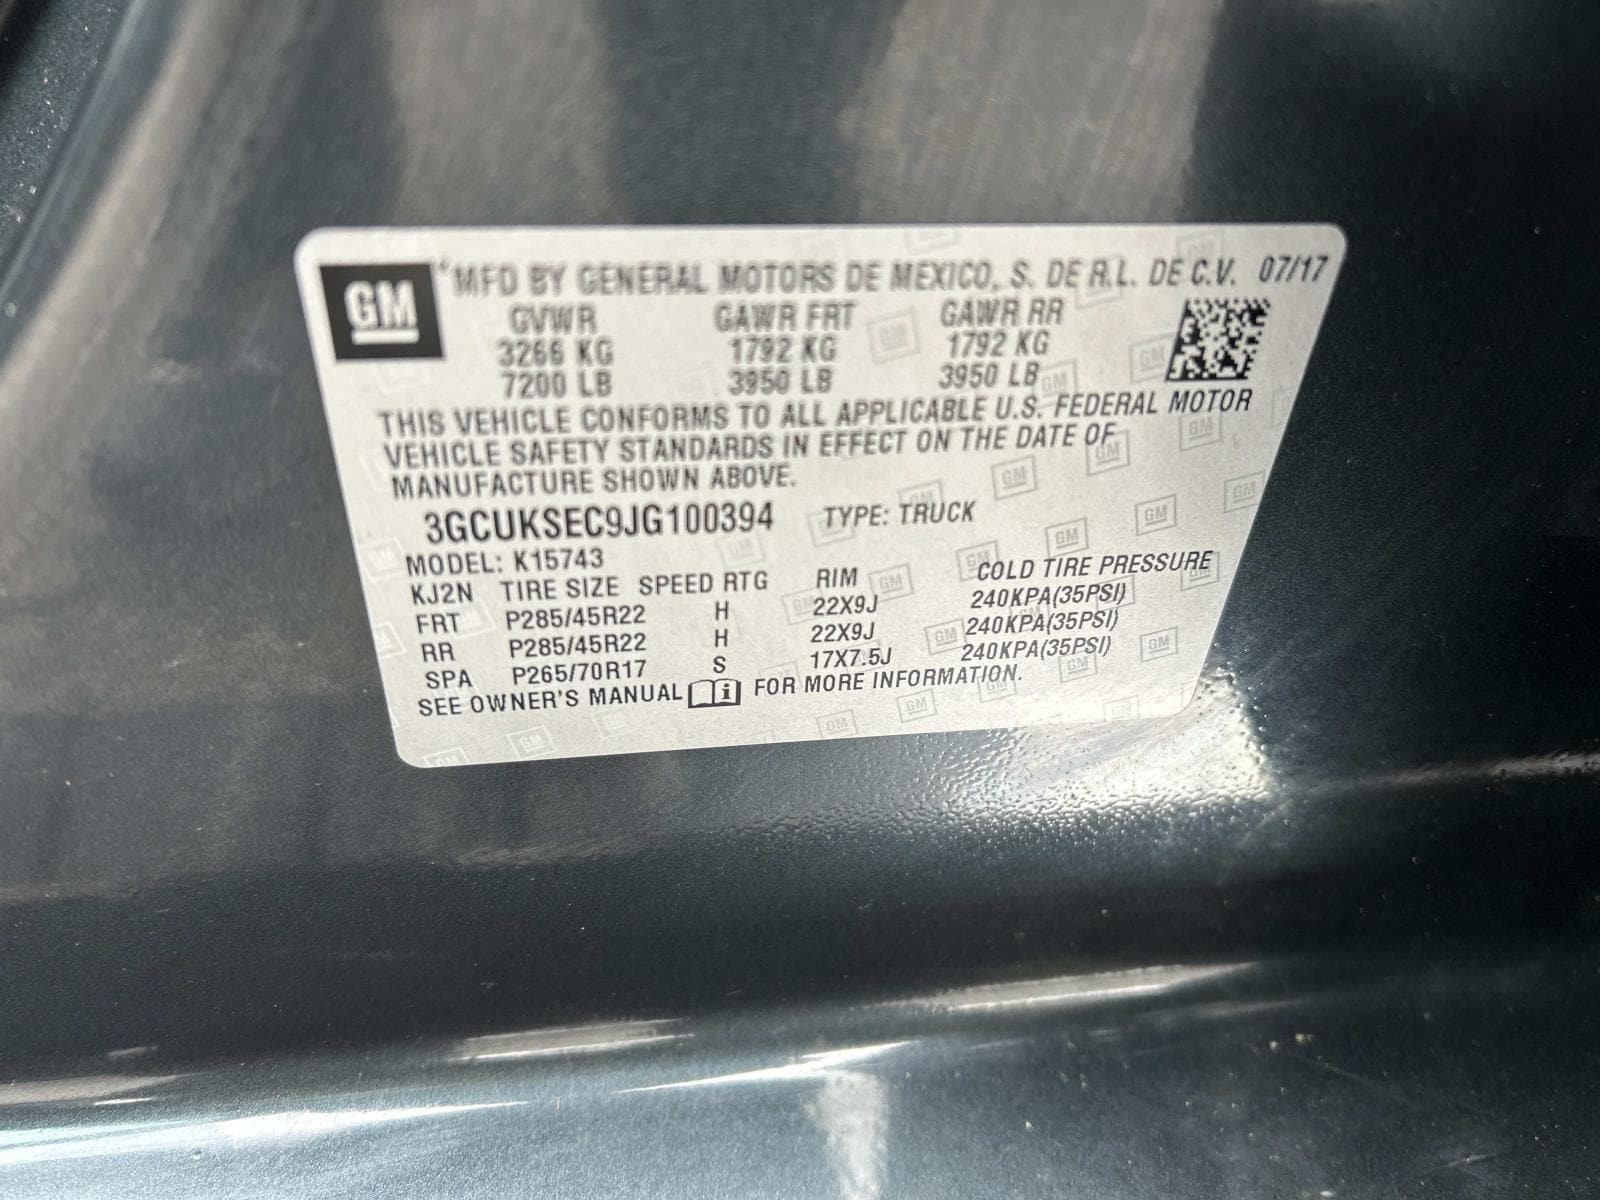 GM
MFD BY GENERAL MOTORS DE MEXICO, S. DE R.L. DE C.V. 07/17
GVWR GAWR FRT GAWR RR
3266 KG 1792 KG 1792 KG
7200 LB 3950 LB 3950 LB
THIS VEHICLE CONFORMS TO ALL APPLICABLE U.S. FEDERAL MOTOR
VEHICLE SAFETY STANDARDS IN EFFECT ON THE DATE OF
MANUFACTURE SHOWN ABOVE.
3GCUKSEC9JG100394 TYPE: TRUCK
MODEL: K15743
KJ2N TIRE SIZE SPEED RTG RIM COLD TIRE PRESSURE
FRT P285/45R22 H 22X9J 240KPA(35PSI)
RR P285/45R22 H 22X9J 240KPA(35PSI)
SPA P265/70R17 S 17X7.5J 240KPA(35PSI)
SEE OWNER'S MANUAL i FOR MORE INFORMATION.